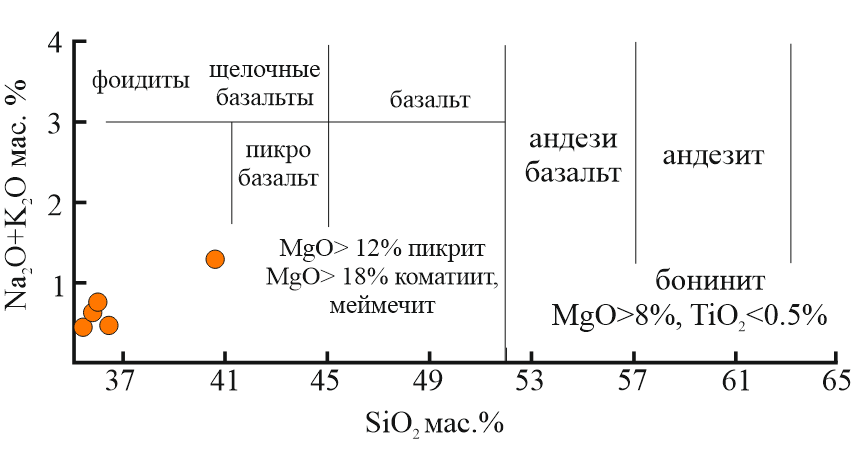 Na₂O+K₂O мас. %
4
3
2
1
фоидиты
щелочные
базальты
базальт
пикро
базальт
андези
базальт
андезит
MgO> 12% пикрит
MgO> 18% коматиит,
меймечит
бонинит
MgO>8%, TiO₂<0.5%
37 41 45 49 53 57 61 65
SiO₂ мас.%